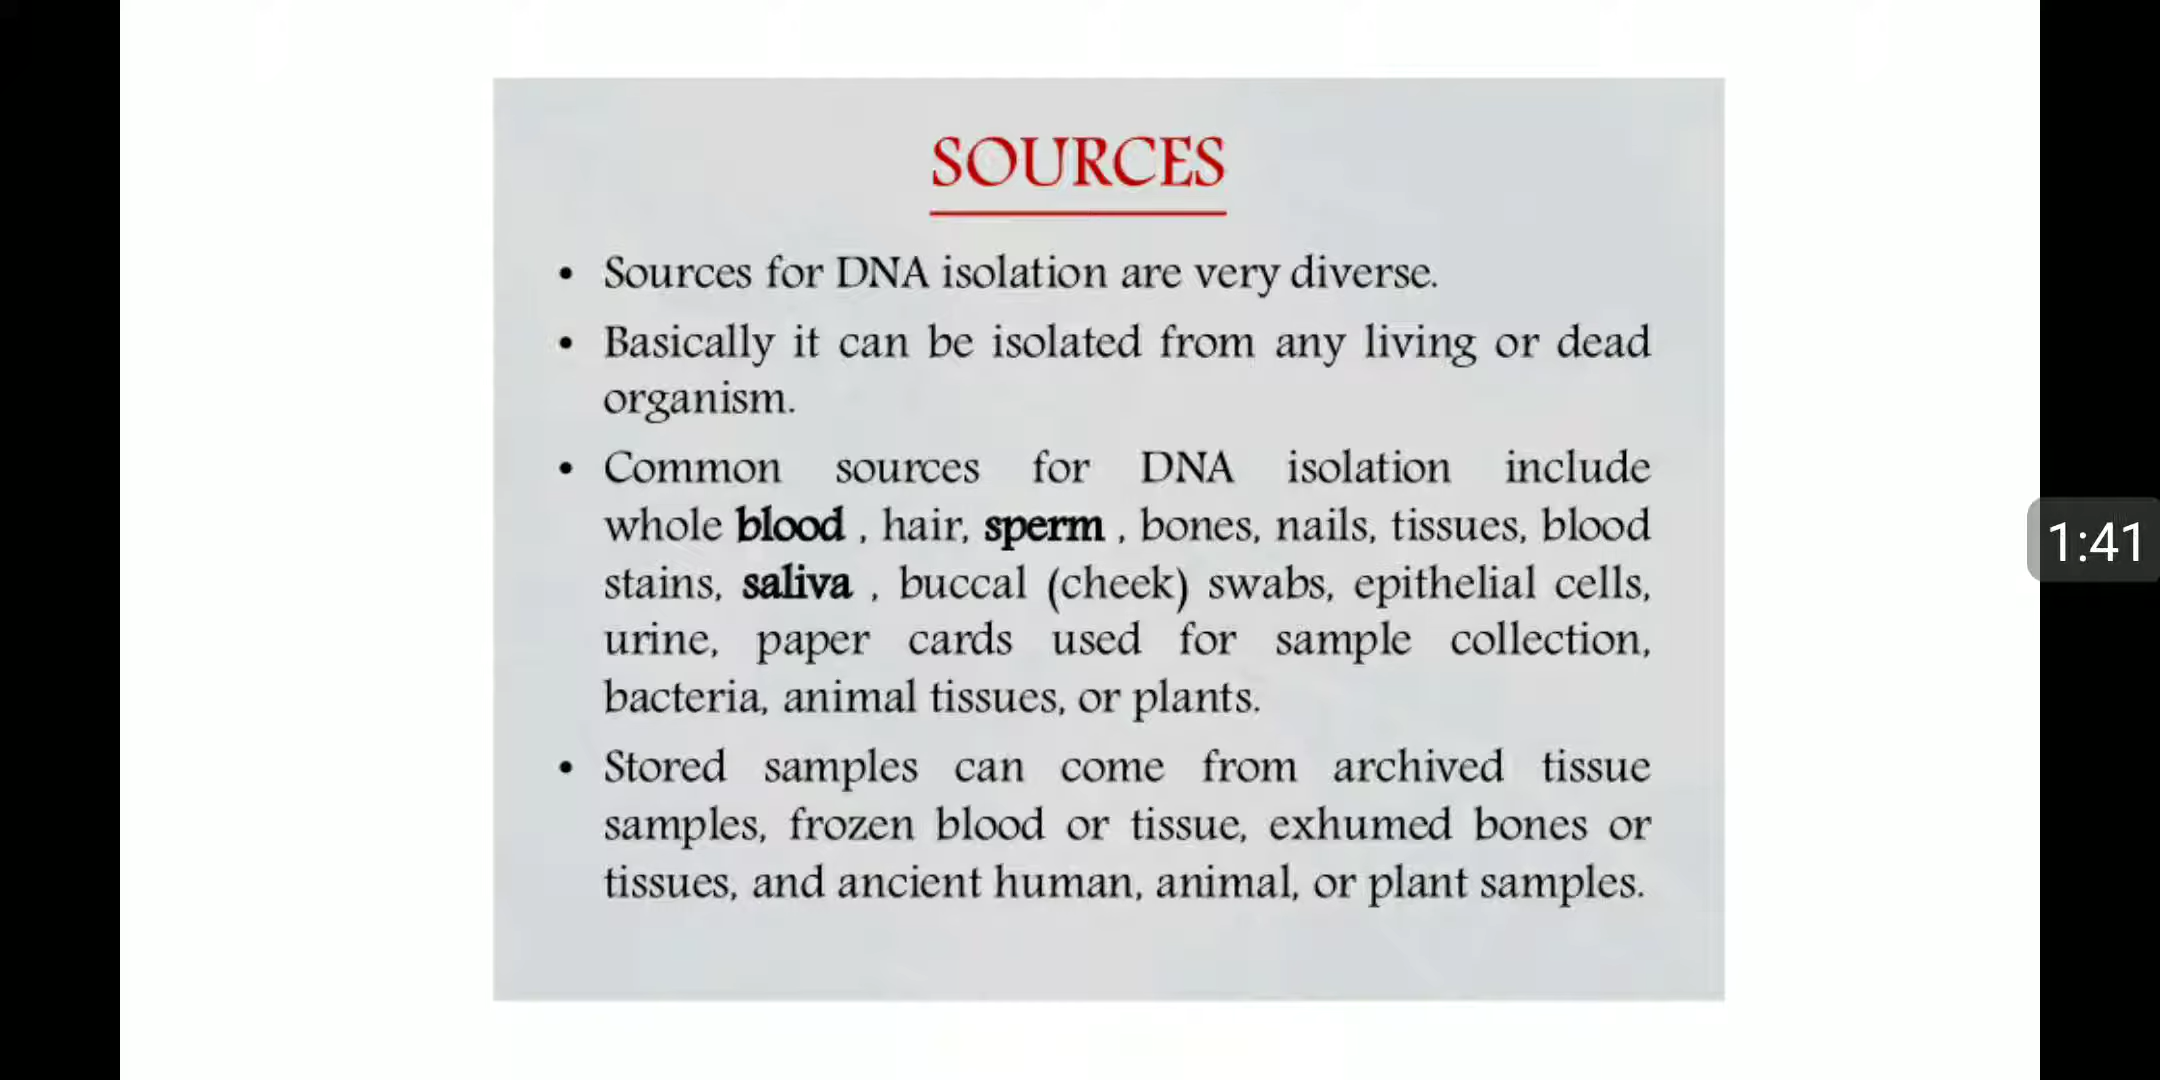 SOURCES
• Sources for DNA isolation are very diverse.
• Basically it can be isolated from any living or dead
organism.
• Common sources for DNA isolation include
whole blood , hair, sperm , bones, nails, tissues, blood
stains, saliva , buccal (cheek) swabs, epithelial cells,
urine, paper cards used for sample collection,
bacteria, animal tissues, or plants.
• Stored samples can come from archived tissue
samples, frozen blood or tissue, exhumed bones or
tissues, and ancient human, animal, or plant samples.
1:41